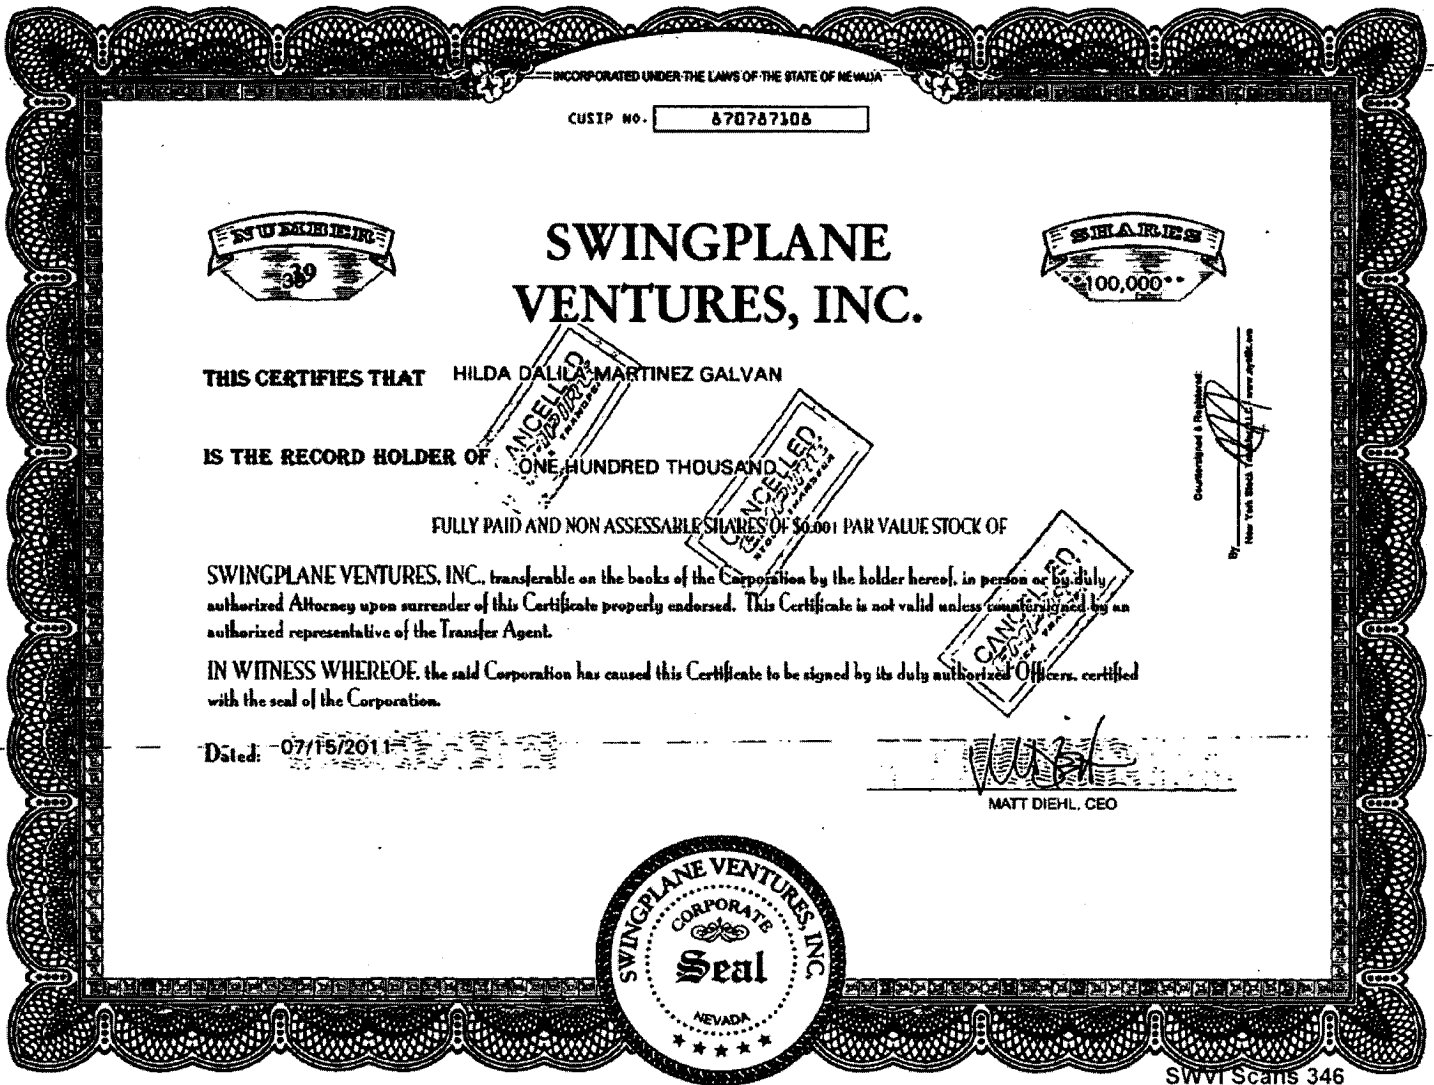 INCORPORATED UNDER THE LAWS OF THE STATE OF NEVADA
CUSIP NO. 870787108
NUMBER
39
SWINGPLANE
VENTURES, INC.
SHARES
**100,000**
THIS CERTIFIES THAT HILDA DALILA MARTINEZ GALVAN
CANCELLED
IS THE RECORD HOLDER OF ONE HUNDRED THOUSAND
CANCELLED
FULLY PAID AND NON ASSESSABLE SHARES OF $0.001 PAR VALUE STOCK OF
SWINGPLANE VENTURES, INC., transferable on the books of the Corporation by the holder hereof, in person or by duly
authorized Attorney upon surrender of this Certificate properly endorsed. This Certificate is not valid unless countersigned by an
authorized representative of the Transfer Agent.
CANCELLED
IN WITNESS WHEREOF, the said Corporation has caused this Certificate to be signed by its duly authorized Officers, certified
with the seal of the Corporation.
Dated: 07/15/2011
MATT DIEHL, CEO
Countersigned & Registered:
By
New York Stock
SWINGPLANE VENTURES, INC.
CORPORATE
Seal
NEVADA
SWVI Scans 346